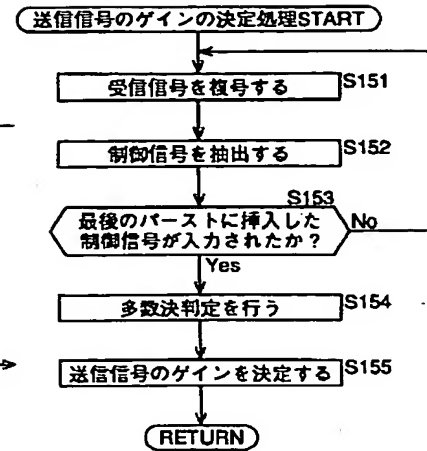 送信信号のゲインの決定処理START
受信信号を復号する
S151
制御信号を抽出する
S152
S153
最後のバーストに挿入した
制御信号が入力されたか？
No
Yes
多数決判定を行う
S154
送信信号のゲインを決定する
S155
RETURN